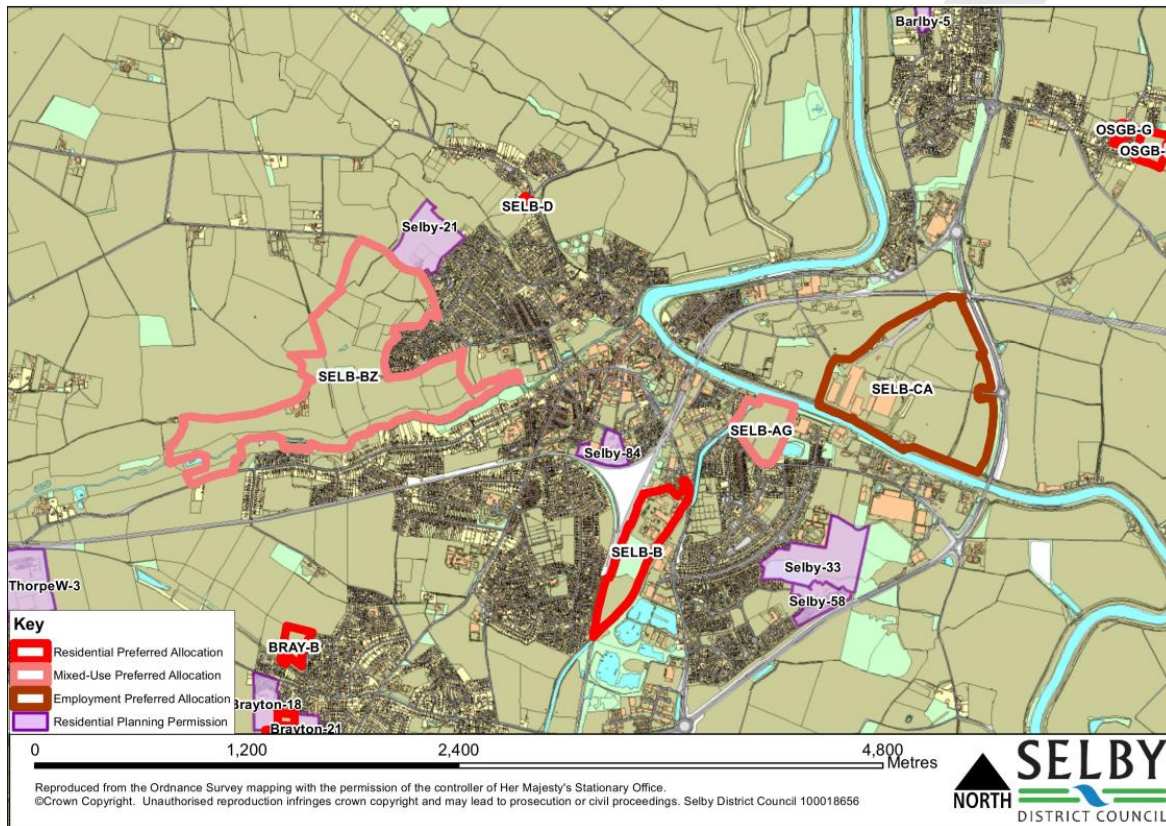 Barlby-5
OSGB-G
OSGB-
SELB-D
Selby-21
SELB-BZ
SELB-CA
SELB-AG
Selby-84
SELB-B
Selby-33
Selby-58
ThorpeW-3
BRAY-B
Brayton-18
Brayton-21
Key
Residential Preferred Allocation
Mixed-Use Preferred Allocation
Employment Preferred Allocation
Residential Planning Permission
0 1,200 2,400 4,800
Metres
Reproduced from the Ordnance Survey mapping with the permission of the controller of Her Majesty's Stationary Office.
©Crown Copyright. Unauthorised reproduction infringes crown copyright and may lead to prosecution or civil proceedings. Selby District Council 100018656
NORTH
SELBY
DISTRICT COUNCIL